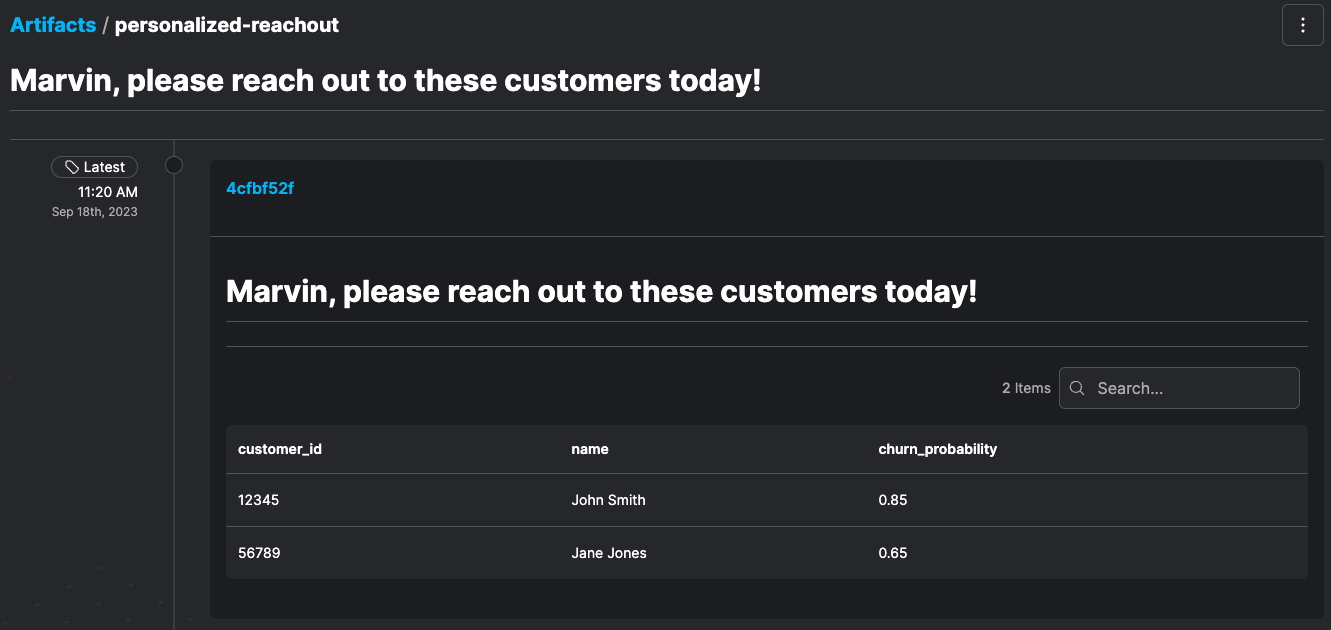 Artifacts / personalized-reachout
Marvin, please reach out to these customers today!
Latest
11:20 AM
Sep 18th, 2023
4cfbf52f
Marvin, please reach out to these customers today!
2 Items
Search...
customer_id name churn_probability
12345 John Smith 0.85
56789 Jane Jones 0.65